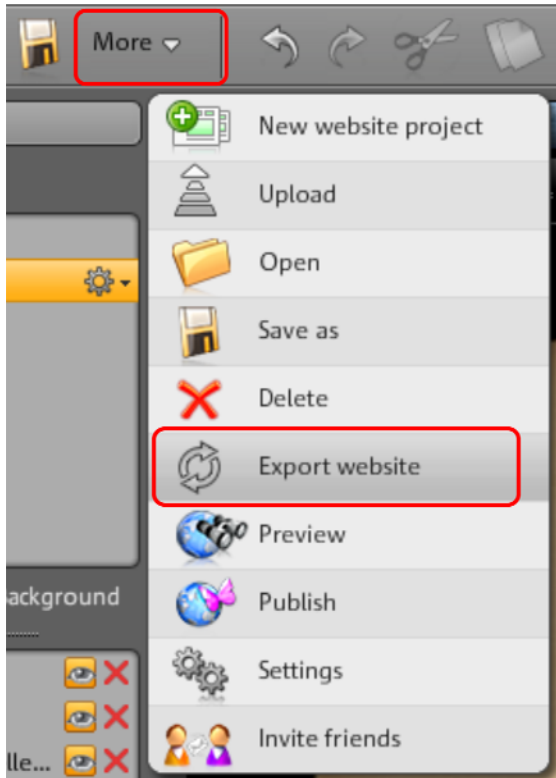 More
New website project
Upload
Open
Save as
Delete
Export website
Preview
ackground
Publish
Settings
Invite friends
lle...